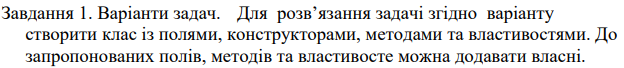 Завдання 1. Варіанти задач. Для розв’язання задачі згідно варіанту
створити клас із полями, конструкторами, методами та властивостями. До
запропонованих полів, методів та властивосте можна додавати власні.